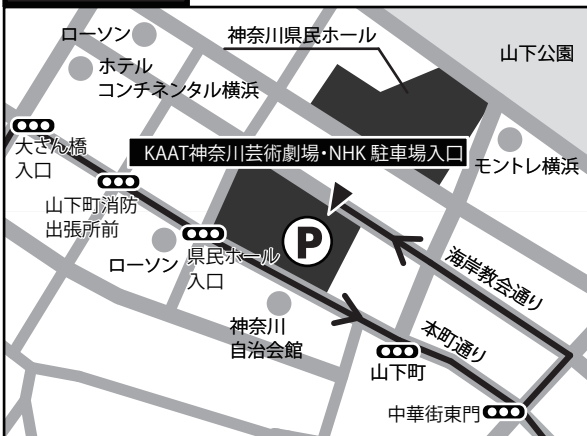 ローソン
神奈川県民ホール
山下公園
ホテル
コンチネンタル横浜
大さん橋
入口
KAAT神奈川芸術劇場・NHK 駐車場入口
モントレ横浜
山下町消防
出張所前
P
ローソン
県民ホール
入口
海岸教会通り
神奈川
自治会館
本町通り
山下町
中華街東門